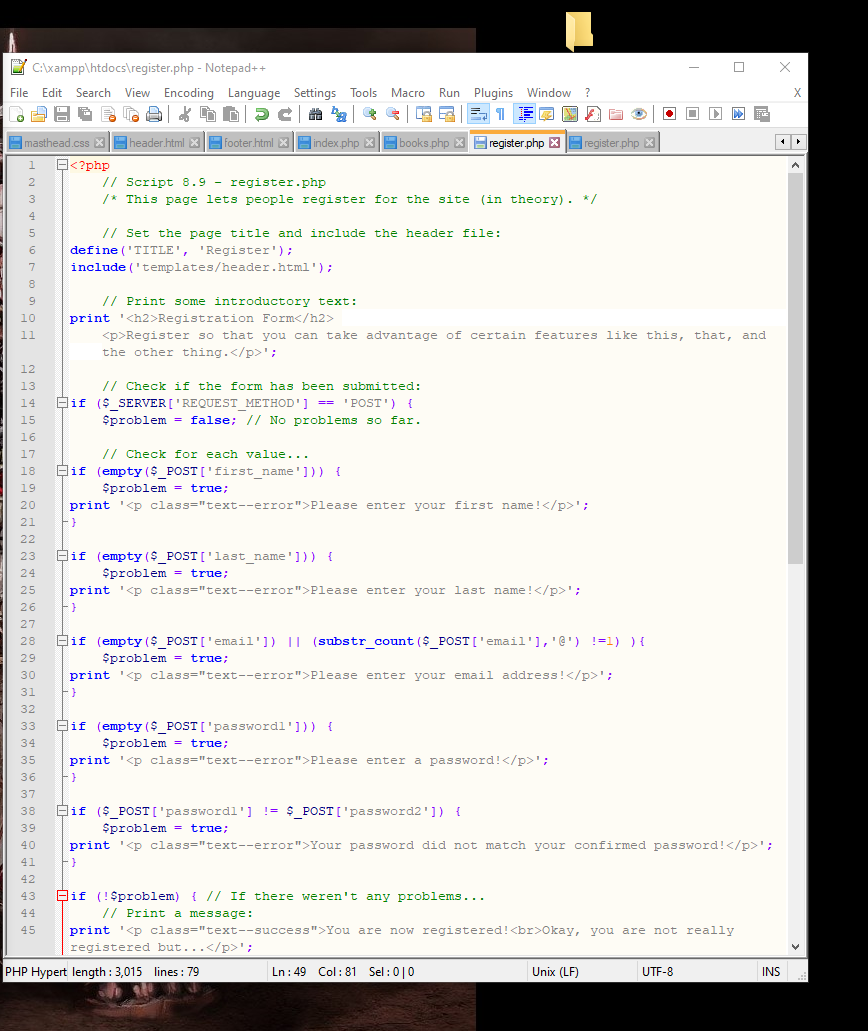 C:\xampp\htdocs\register.php - Notepad++
File Edit Search View Encoding Language Settings Tools Macro Run Plugins Window ? X
masthead.css header.html footer.html index.php books.php register.php register.php
1 <?php
2 // Script 8.9 - register.php
3 /* This page lets people register for the site (in theory). */
4
5 // Set the page title and include the header file:
6 define('TITLE', 'Register');
7 include('templates/header.html');
8
9 // Print some introductory text:
10 print '<h2>Registration Form</h2>
11 <p>Register so that you can take advantage of certain features like this, that, and
the other thing.</p>';
12
13 // Check if the form has been submitted:
14 if ($_SERVER['REQUEST_METHOD'] == 'POST') {
15 $problem = false; // No problems so far.
16
17 // Check for each value...
18 if (empty($_POST['first_name'])) {
19 $problem = true;
20 print '<p class="text--error">Please enter your first name!</p>';
21 }
22
23 if (empty($_POST['last_name'])) {
24 $problem = true;
25 print '<p class="text--error">Please enter your last name!</p>';
26 }
27
28 if (empty($_POST['email']) || (substr_count($_POST['email'],'@') !=1) ){
29 $problem = true;
30 print '<p class="text--error">Please enter your email address!</p>';
31 }
32
33 if (empty($_POST['password1'])) {
34 $problem = true;
35 print '<p class="text--error">Please enter a password!</p>';
36 }
37
38 if ($_POST['password1'] != $_POST['password2']) {
39 $problem = true;
40 print '<p class="text--error">Your password did not match your confirmed password!</p>';
41 }
42
43 if (!$problem) { // If there weren't any problems...
44 // Print a message:
45 print '<p class="text--success">You are now registered!<br>Okay, you are not really
registered but...</p>';
PHP Hypert length : 3,015 lines : 79 Ln : 49 Col : 81 Sel : 0 | 0 Unix (LF) UTF-8 INS